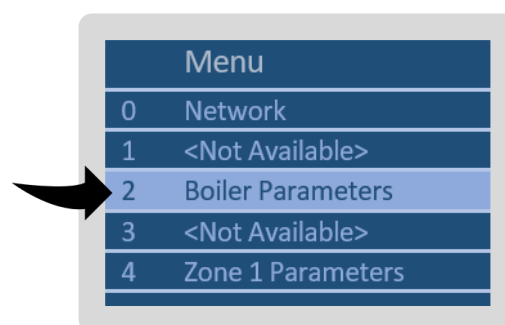 Menu
0 Network
1 <Not Available>
2 Boiler Parameters
3 <Not Available>
4 Zone 1 Parameters